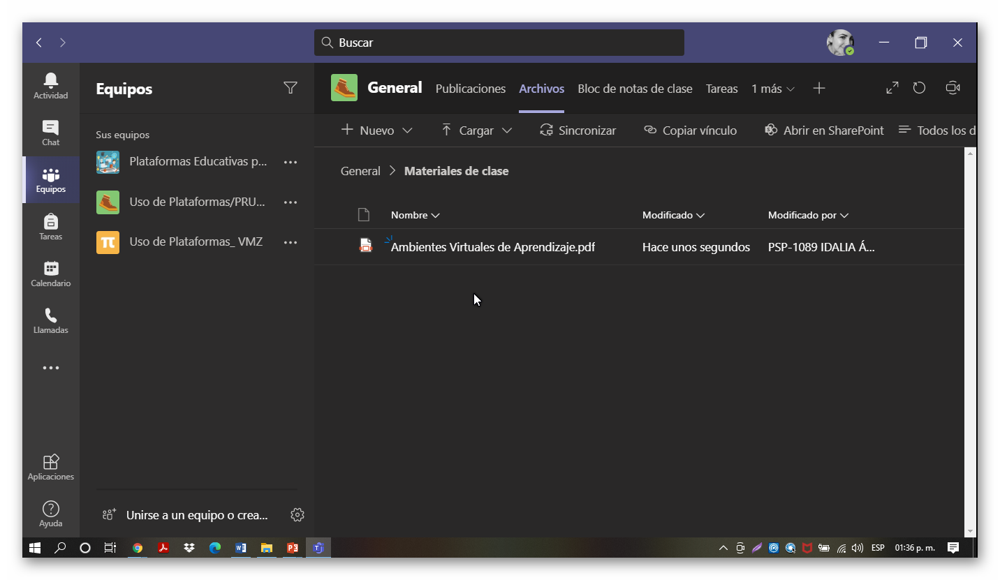 Buscar
Actividad
Chat
Equipos
Tareas
Calendario
Llamadas
Aplicaciones
Ayuda
Equipos
Sus equipos
Plataformas Educativas p...
Uso de Plataformas/PRU...
π
Uso de Plataformas_ VMZ
Unirse a un equipo o crea...
General Publicaciones Archivos Bloc de notas de clase Tareas 1 más
Nuevo Cargar Sincronizar Copiar vínculo Abrir en SharePoint Todos los d
General > Materiales de clase
Nombre Modificado Modificado por
Ambientes Virtuales de Aprendizaje.pdf Hace unos segundos PSP-1089 IDALIA Á...
ESP 01:36 p. m.